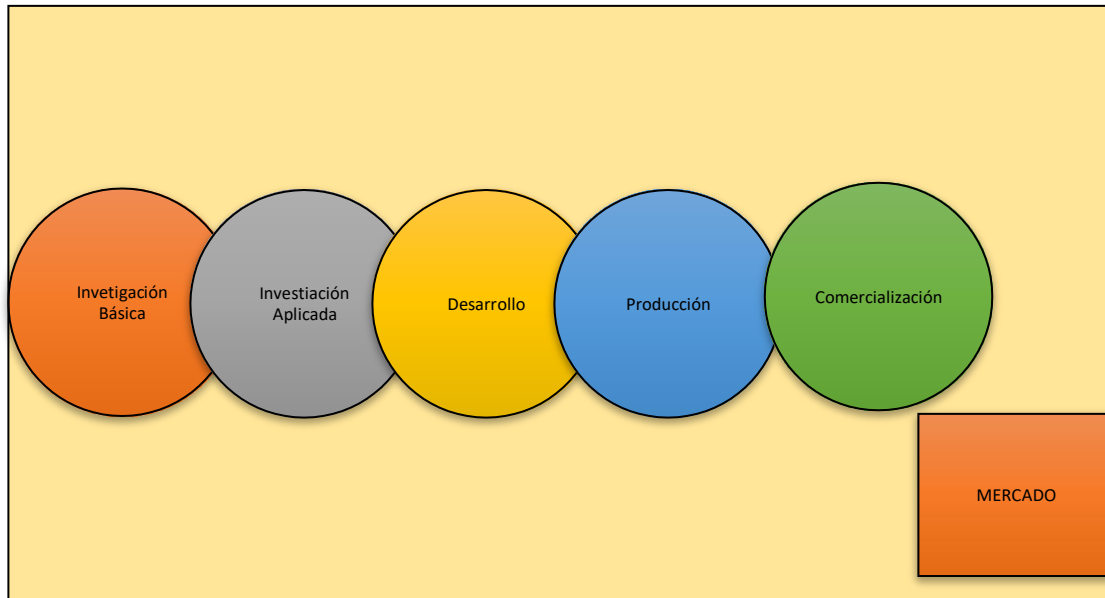 Invetigación
Básica
Investiación
Aplicada
Desarrollo
Producción
Comercialización
MERCADO